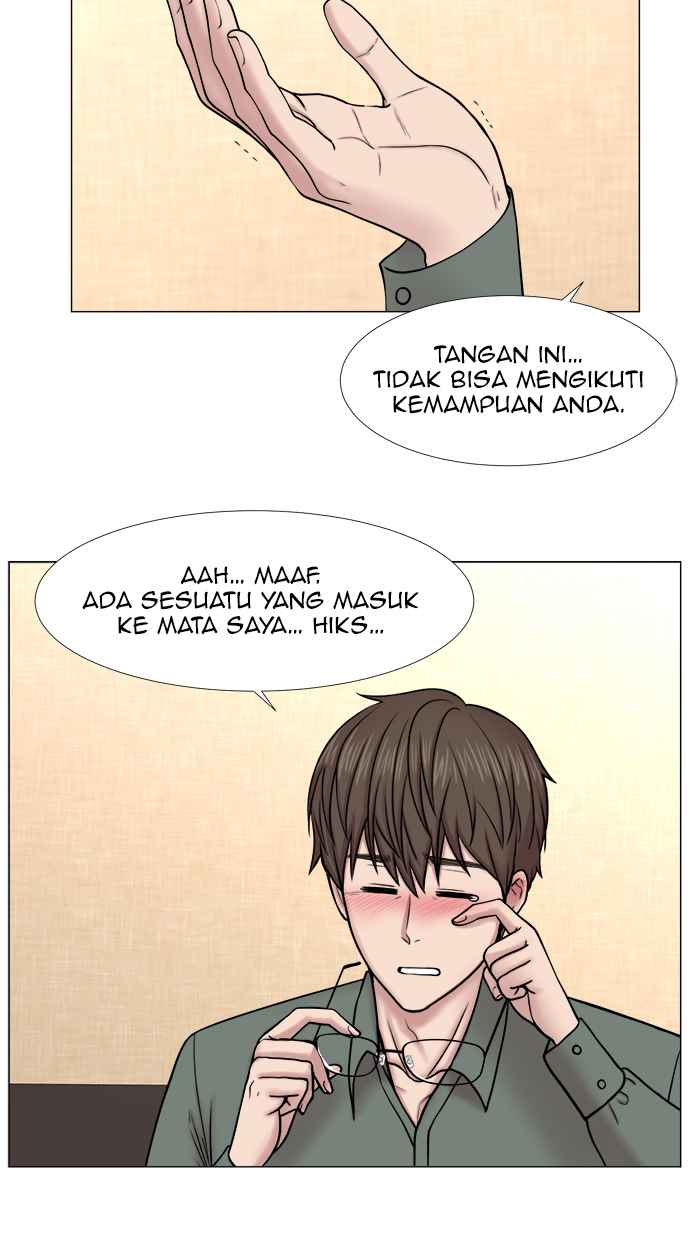 TANGAN INI...
TIDAK BISA MENGIKUTI
KEMAMPUAN ANDA.
AAH... MAAF.
ADA SESUATU YANG MASUK
KE MATA SAYA... HIKS...